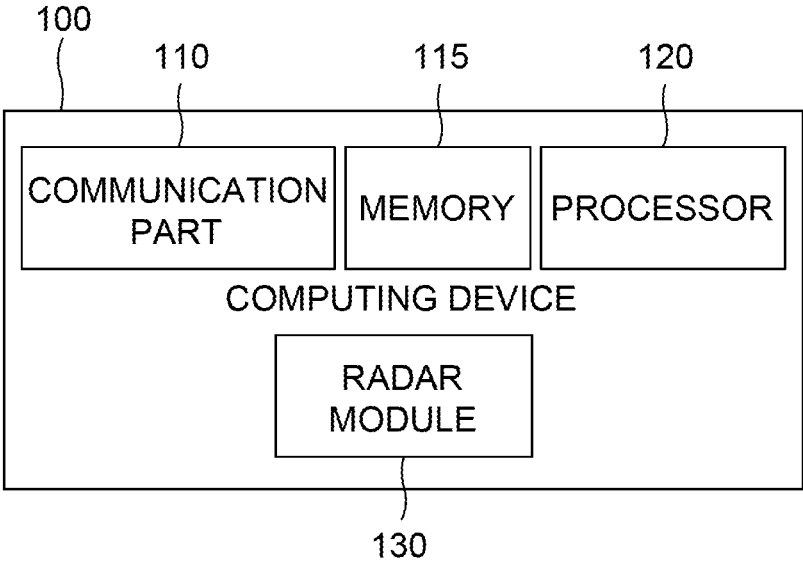 100
110
115
120
COMMUNICATION
PART
MEMORY
PROCESSOR
COMPUTING DEVICE
RADAR
MODULE
130